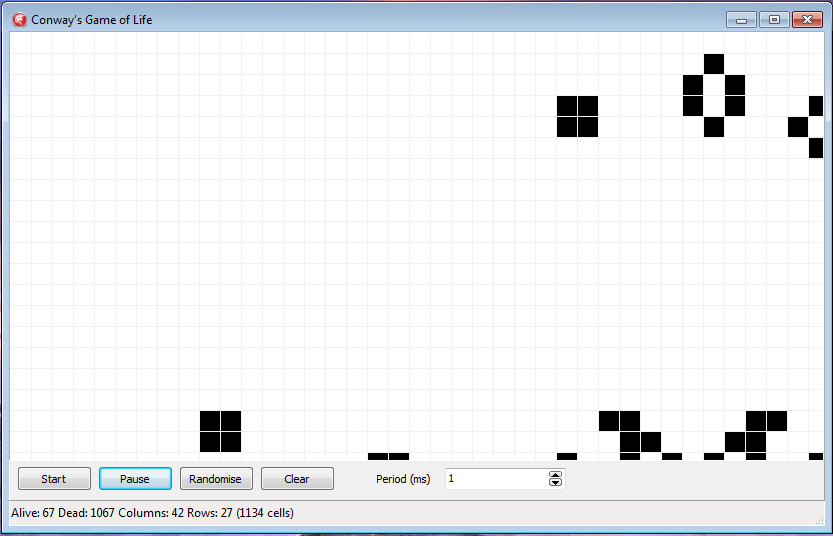 Conway's Game of Life
Start Pause Randomise Clear Period (ms) 1
Alive: 67 Dead: 1067 Columns: 42 Rows: 27 (1134 cells)